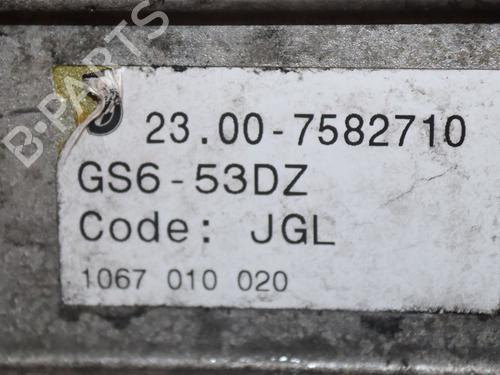 B-PARTS
23.00-7582710
GS6-53DZ
Code: JGL
1067 010 020